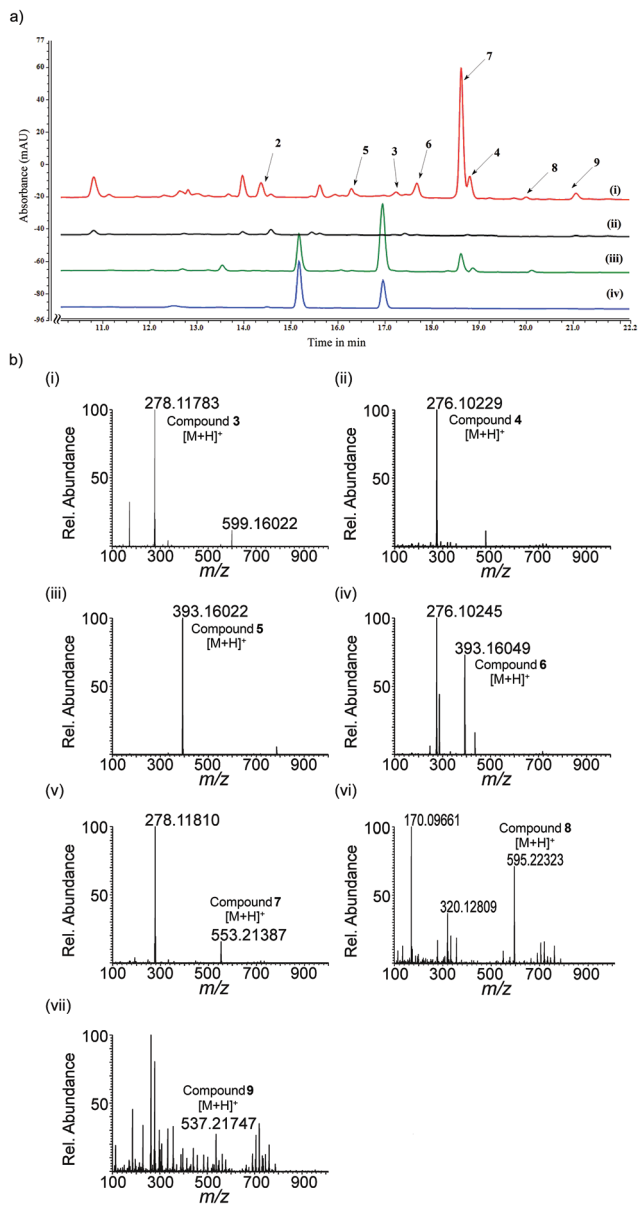 a)
77
60
40
20
0
-20
-40
-60
-80
-96
Absorbance (mAU)
2
5
3
6
7
4
8
9
(i)
(ii)
(iii)
(iv)
11.0 12.0 13.0 14.0 15.0 16.0 17.0 18.0 19.0 20.0 21.0 22.2
Time in min
b)
(i)
278.11783
Compound 3
[M+H]+
599.16022
100
50
Rel. Abundance
100 300 500 700 900
m/z
(ii)
276.10229
Compound 4
[M+H]+
100
50
Rel. Abundance
100 300 500 700 900
m/z
(iii)
393.16022
Compound 5
[M+H]+
100
50
Rel. Abundance
100 300 500 700 900
m/z
(iv)
276.10245
393.16049
Compound 6
[M+H]+
100
50
Rel. Abundance
100 300 500 700 900
m/z
(v)
278.11810
Compound 7
[M+H]+
553.21387
100
50
Rel. Abundance
100 300 500 700 900
m/z
(vi)
170.09661
Compound 8
[M+H]+
595.22323
320.12809
100
50
Rel. Abundance
100 300 500 700 900
m/z
(vii)
Compound 9
[M+H]+
537.21747
100
50
Rel. Abundance
100 300 500 700 900
m/z